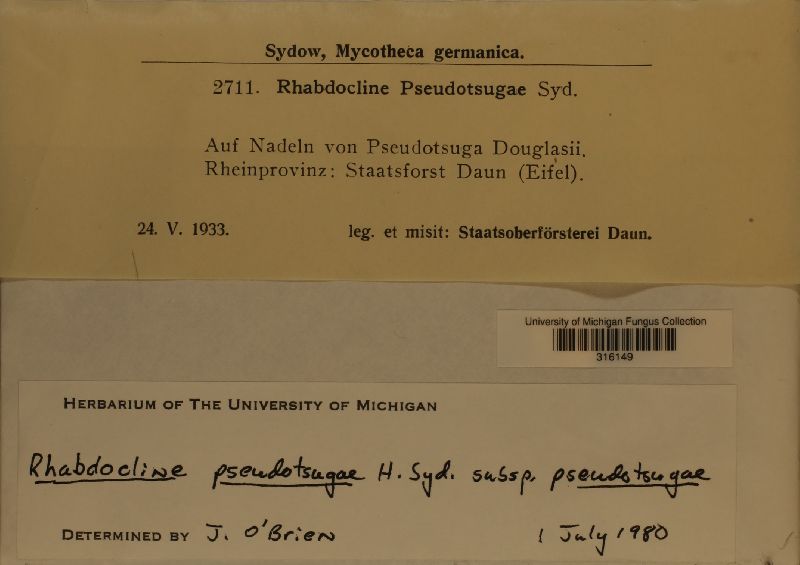 Sydow, Mycotheca germanica.
2711. Rhabdocline Pseudotsugae Syd.
Auf Nadeln von Pseudotsuga Douglasii.
Rheinprovinz: Staatsforst Daun (Eifel).
24. V. 1933. leg. et misit: Staatsoberförsterei Daun.
University of Michigan Fungus Collection
316149
HERBARIUM OF THE UNIVERSITY OF MICHIGAN
Rhabdocline pseudotsugae H. Syd. subsp. pseudotsugae
DETERMINED BY J. O'Brien 1 July 1980